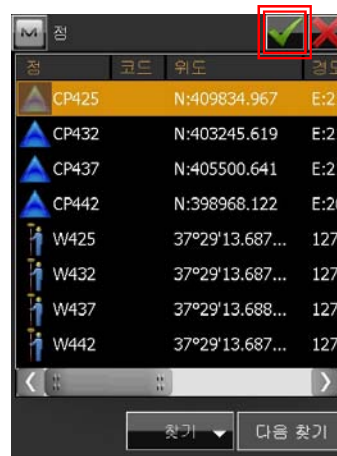 점
점 코드 위도 경도
CP425 N:409834.967 E:2
CP432 N:403245.619 E:2
CP437 N:405500.641 E:2
CP442 N:398968.122 E:20
W425 37°29'13.687... 127
W432 37°29'13.687... 127
W437 37°29'13.688... 127
W442 37°29'13.687... 127
찾기 다음 찾기